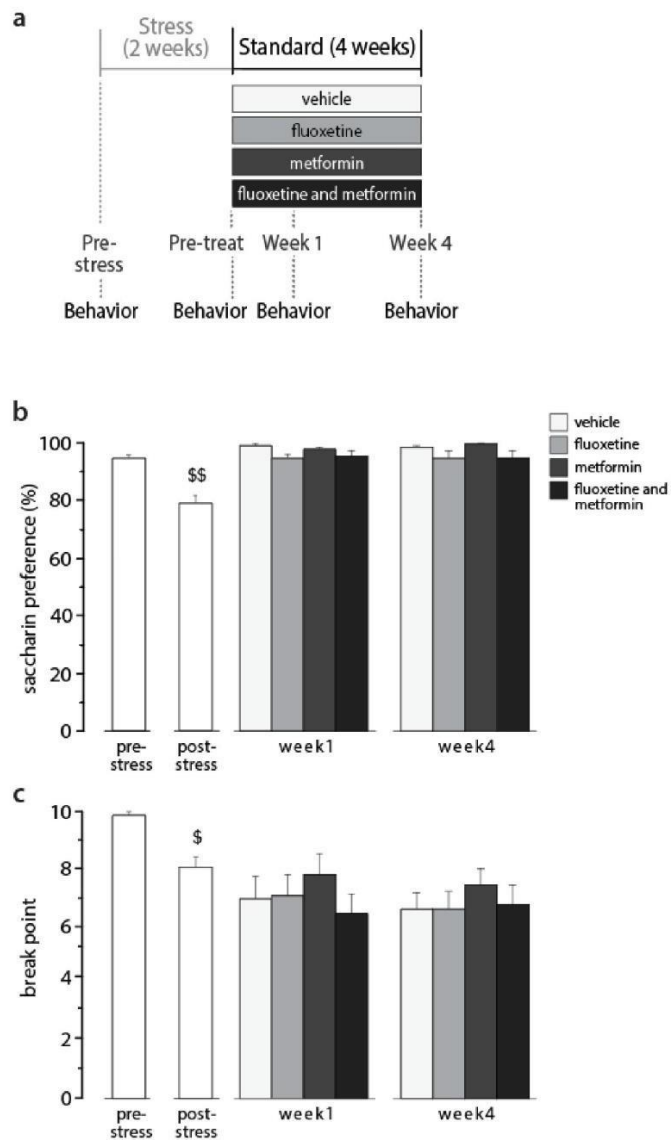 a
Stress
(2 weeks)
Standard (4 weeks)
vehicle
fluoxetine
metformin
fluoxetine and metformin
Pre-
stress
Pre-treat
Week 1
Week 4
Behavior
Behavior
Behavior
Behavior
b
saccharin preference (%)
100
80
60
40
20
0
$$
pre-
stress
post-
stress
week1
week4
vehicle
fluoxetine
metformin
fluoxetine and
metformin
c
break point
10
8
6
4
2
0
$
pre-
stress
post-
stress
week1
week4